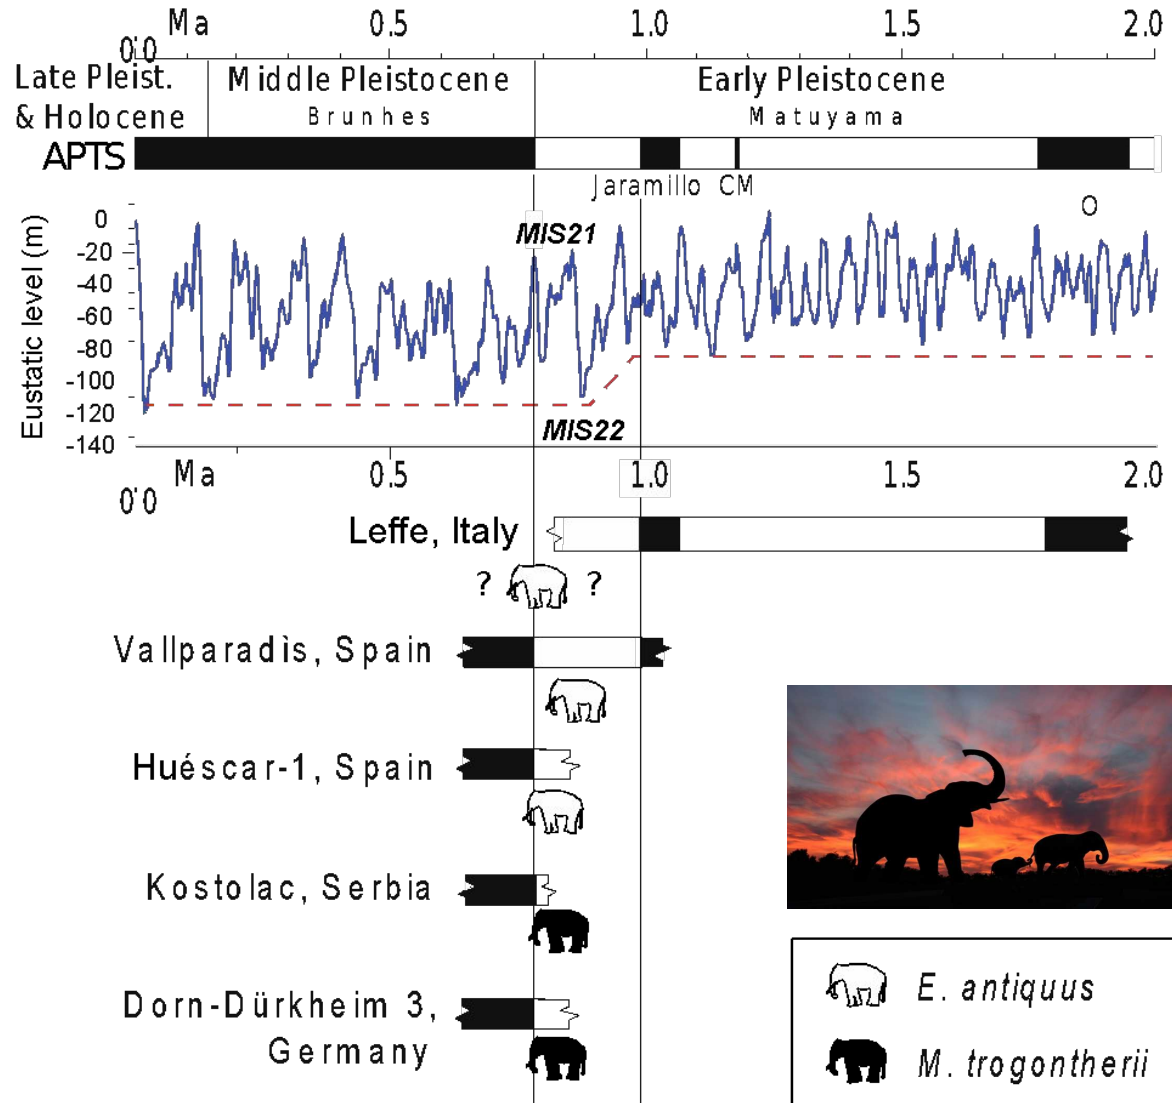 Ma 0.5 1.0 1.5 2.0
0.0
Late Pleist. Middle Pleistocene Early Pleistocene
& Holocene Brunhes Matuyama
APTS
Jaramillo CM
O
Eustatic level (m)
0
-20
-40
-60
-80
-100
-120
-140
MIS21
MIS22
Ma 0.5 1.0 1.5 2.0
0.0
Leffe, Italy
? ?
Vallparadìs, Spain
Huéscar-1, Spain
Kostolac, Serbia
Dorn-Dürkheim 3,
Germany
E. antiquus
M. trogontherii